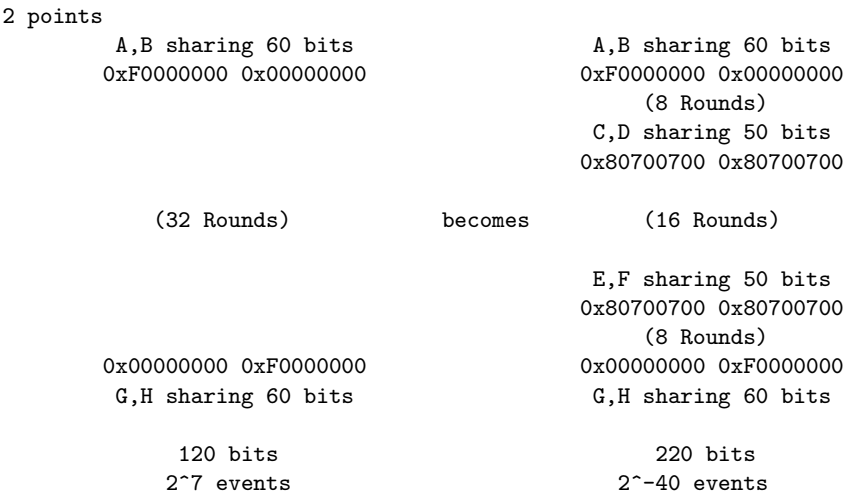 2 points
A,B sharing 60 bits A,B sharing 60 bits
0xF0000000 0x00000000 0xF0000000 0x00000000
(8 Rounds)
C,D sharing 50 bits
0x80700700 0x80700700
(32 Rounds) becomes (16 Rounds)
E,F sharing 50 bits
0x80700700 0x80700700
(8 Rounds)
0x00000000 0xF0000000 0x00000000 0xF0000000
G,H sharing 60 bits G,H sharing 60 bits
120 bits 220 bits
2^7 events 2^-40 events